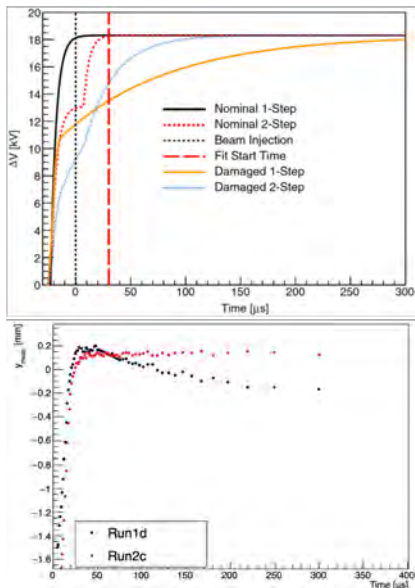 ΔV [kV]
20
18
16
14
12
10
8
6
4
2
0
Nominal 1-Step
Nominal 2-Step
Beam Injection
Fit Start Time
Damaged 1-Step
Damaged 2-Step
0 50 100 150 200 250 300
Time [μs]
[mm]
0.2
0
−0.2
−0.4
−0.6
−0.8
−1
−1.2
−1.4
−1.6
Run1d
Run2c
0 50 100 150 200 250 300 350 400
Time [μs]